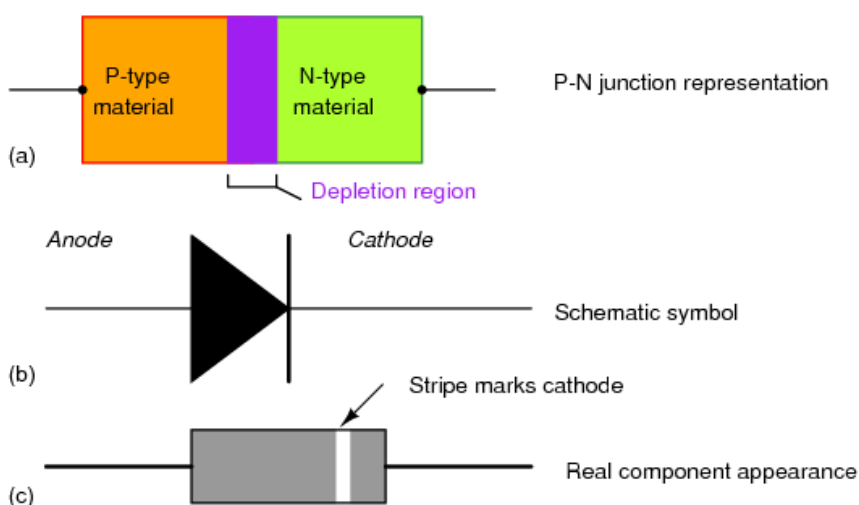 P-type
material
N-type
material
P-N junction representation
(a)
Depletion region
Anode
Cathode
Schematic symbol
(b)
Stripe marks cathode
Real component appearance
(c)